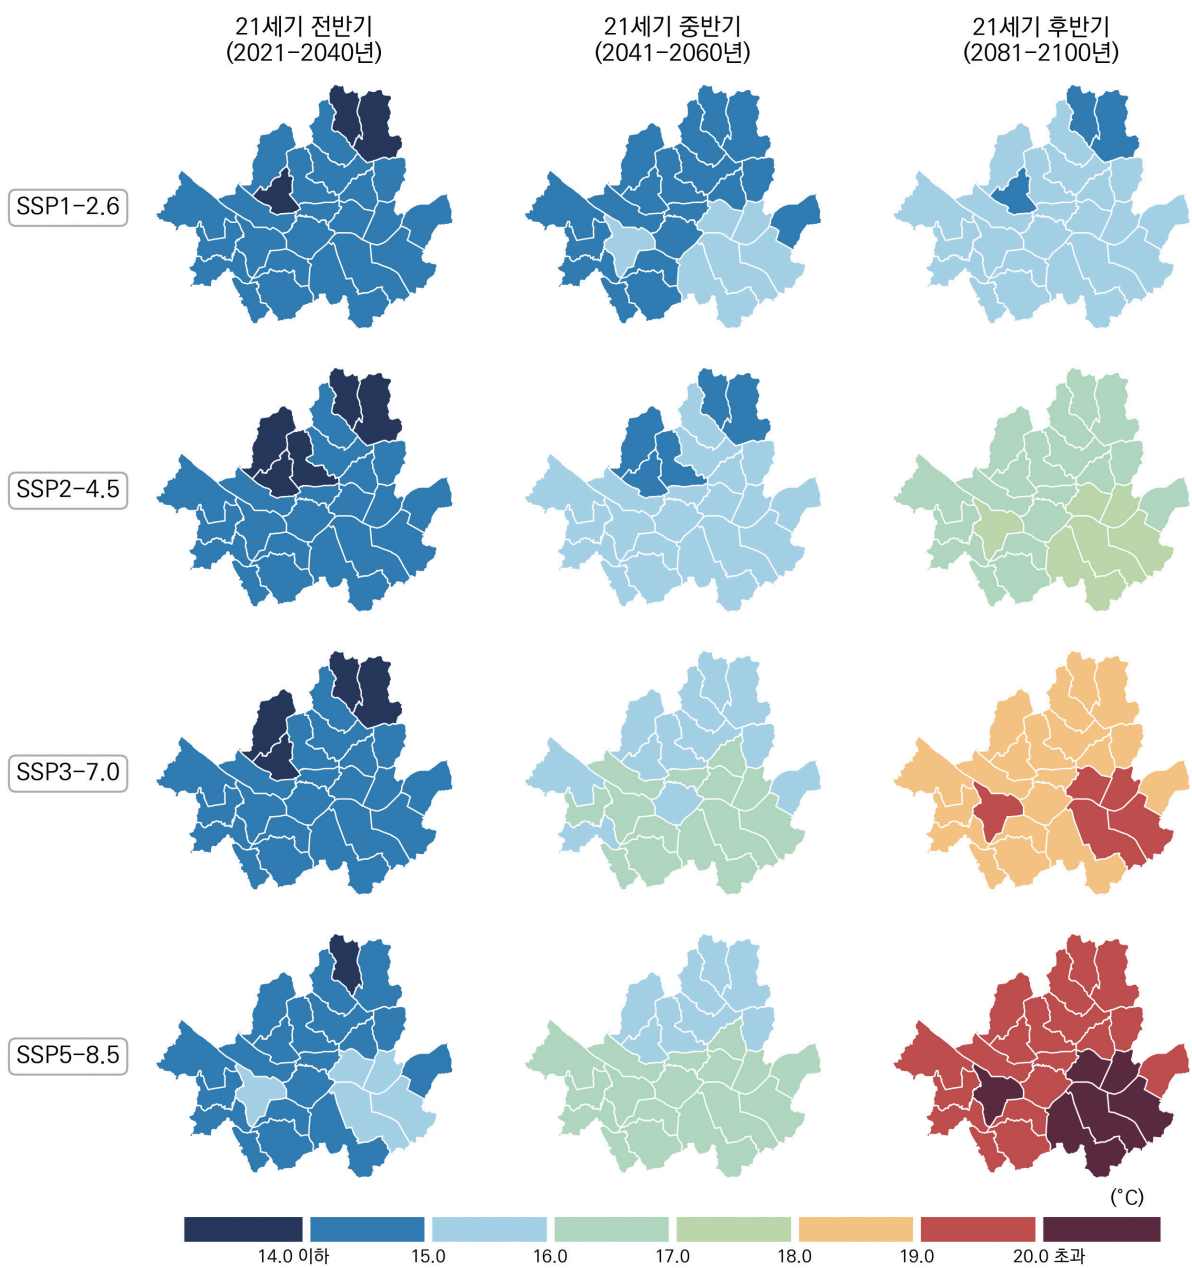 21세기 전반기
(2021-2040년)
21세기 중반기
(2041-2060년)
21세기 후반기
(2081-2100년)
SSP1-2.6
SSP2-4.5
SSP3-7.0
SSP5-8.5
(°C)
14.0 이하
15.0
16.0
17.0
18.0
19.0
20.0 초과